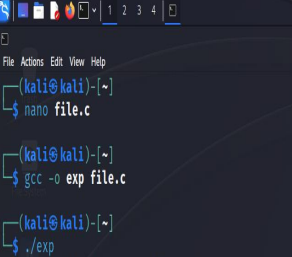 1 2 3 4
File Actions Edit View Help
┌──(kali㉿kali)-[~]
└─$ nano file.c
┌──(kali㉿kali)-[~]
└─$ gcc -o exp file.c
┌──(kali㉿kali)-[~]
└─$ ./exp